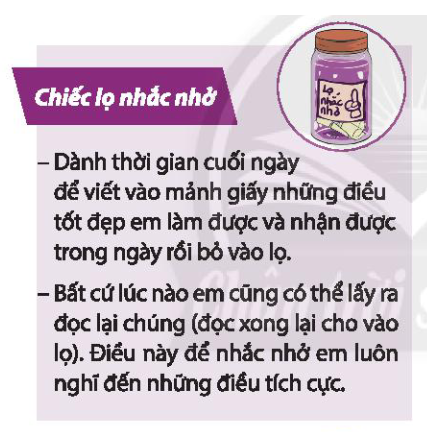 Chiếc lọ nhắc nhở
lọ
nhắc
nhở
– Dành thời gian cuối ngày
để viết vào mảnh giấy những điều
tốt đẹp em làm được và nhận được
trong ngày rồi bỏ vào lọ.
– Bất cứ lúc nào em cũng có thể lấy ra
đọc lại chúng (đọc xong lại cho vào
lọ). Điều này để nhắc nhở em luôn
nghĩ đến những điều tích cực.